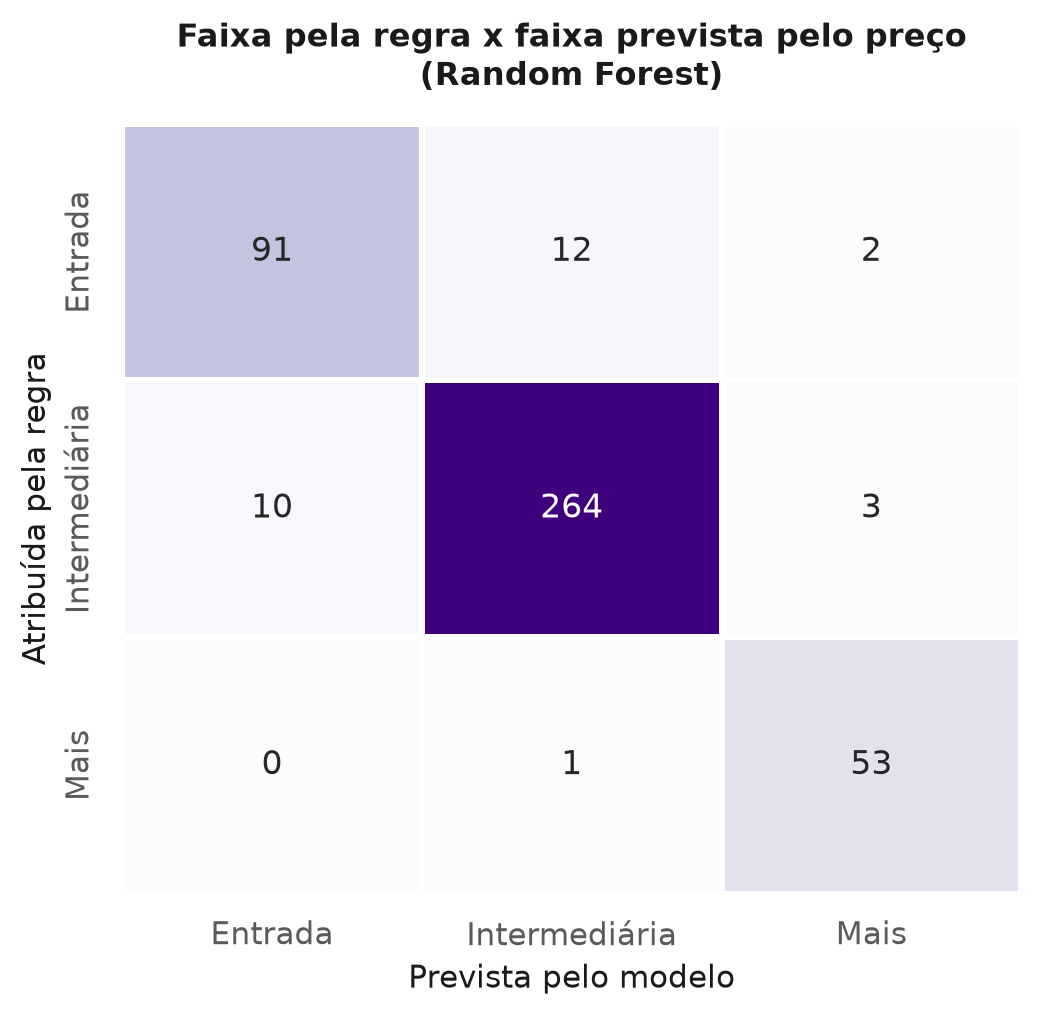 Faixa pela regra x faixa prevista pelo preço
(Random Forest)
Atribuída pela regra
Entrada
91
12
2
Intermediária
10
264
3
Mais
0
1
53
Entrada
Intermediária
Mais
Prevista pelo modelo